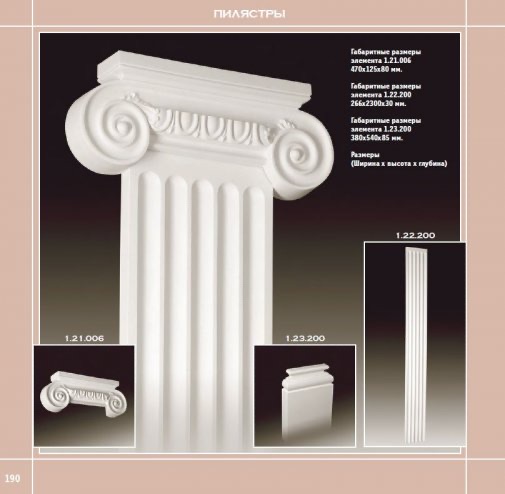 ПИЛЯСТРЫ
Габаритные размеры
элемента 1.21.006
470х125х80 мм.
Габаритные размеры
элемента 1.22.200
266х2300х30 мм.
Габаритные размеры
элемента 1.23.200
380х540х85 мм.
Размеры
(Ширина х высота х глубина)
1.22.200
1.21.006
1.23.200
190